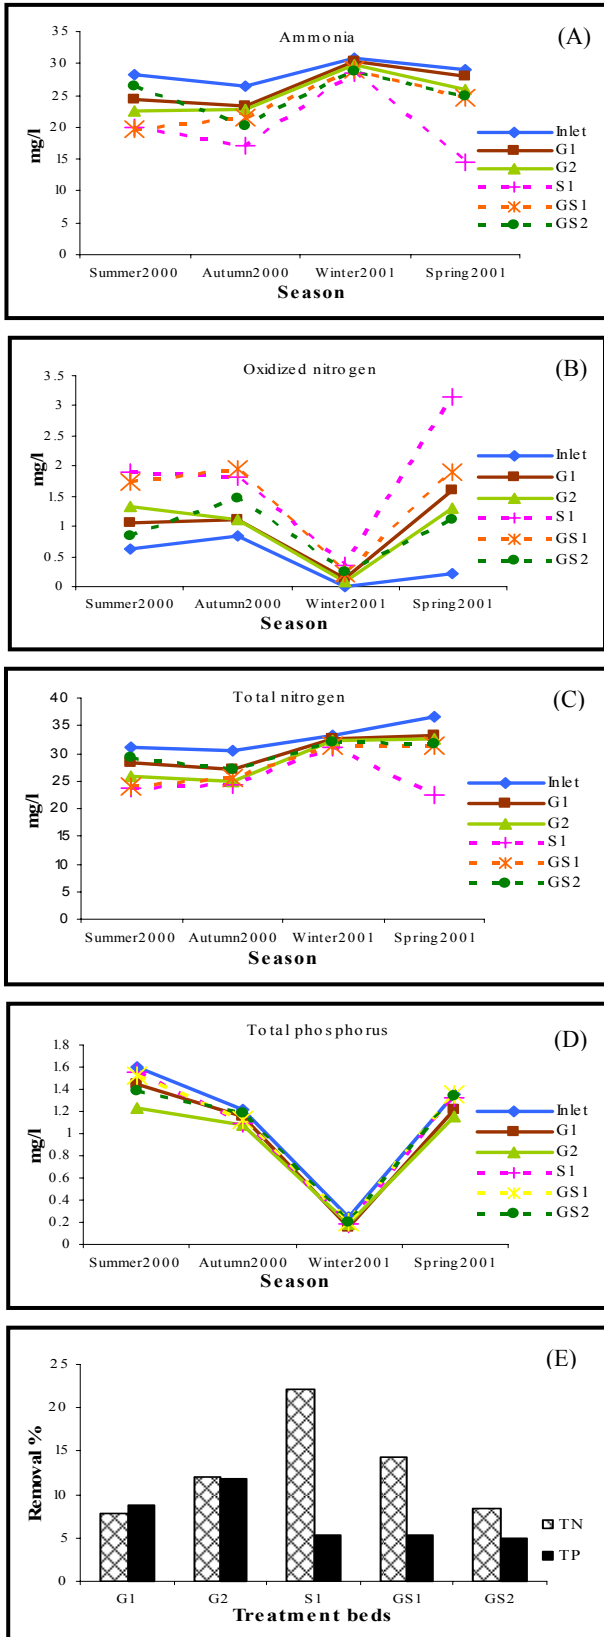 Ammonia
(A)
35
30
25
20
15
10
5
0
mg/l
Inlet
G1
G2
S1
GS1
GS2
Summer2000 Autumn2000 Winter2001 Spring2001
Season
Oxidized nitrogen
(B)
3.5
3
2.5
2
1.5
1
0.5
0
mg/l
Inlet
G1
G2
S1
GS1
GS2
Summer2000 Autumn2000 Winter2001 Spring2001
Season
Total nitrogen
(C)
40
35
30
25
20
15
10
5
0
mg/l
Inlet
G1
G2
S1
GS1
GS2
Summer2000 Autumn2000 Winter2001 Spring2001
Season
Total phosphorus
(D)
1.8
1.6
1.4
1.2
1
0.8
0.6
0.4
0.2
0
mg/l
Inlet
G1
G2
S1
GS1
GS2
Summer2000 Autumn2000 Winter2001 Spring2001
Season
(E)
25
20
15
10
5
0
Removal %
TN
TP
G1 G2 S1 GS1 GS2
Treatment beds